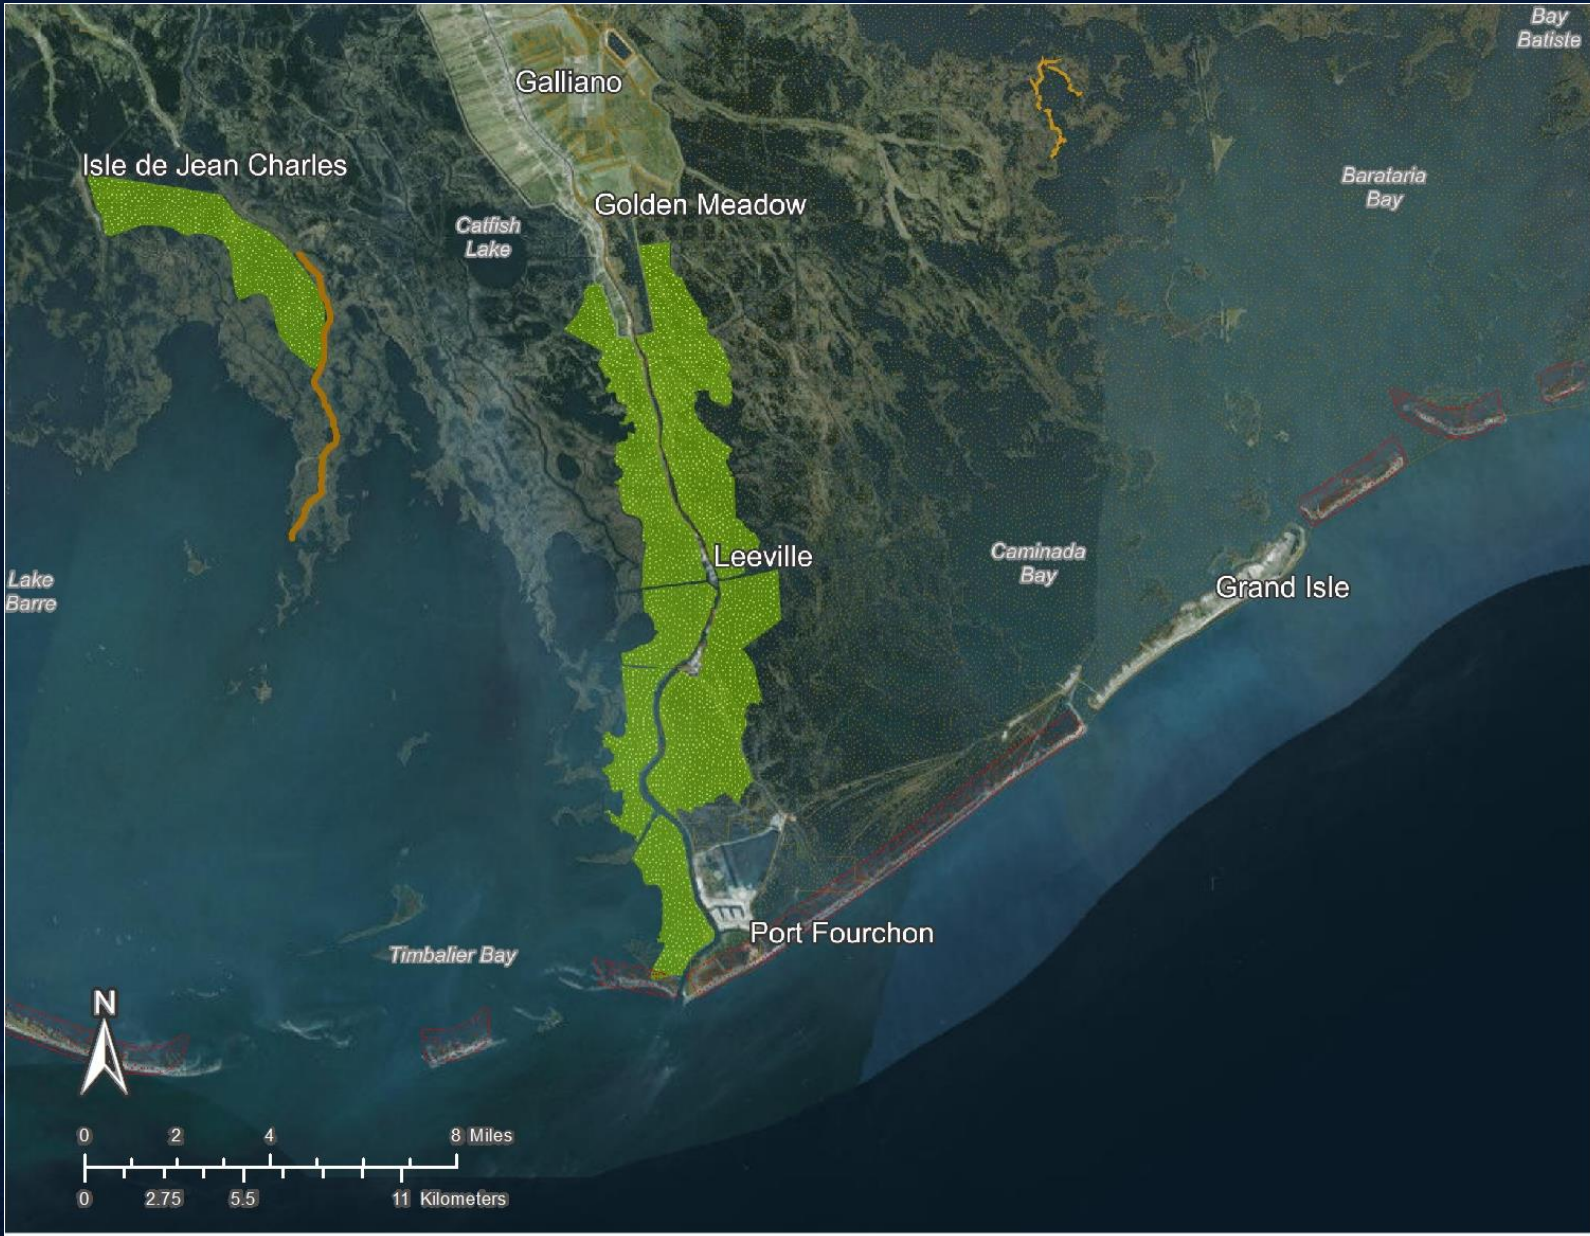 Bay
Batiste
Galliano
Isle de Jean Charles
Barataria
Bay
Golden Meadow
Catfish
Lake
Leeville
Caminada
Bay
Lake
Barre
Grand Isle
Port Fourchon
Timbalier Bay
N
0 2 4 8 Miles
0 2.75 5.5 11 Kilometers